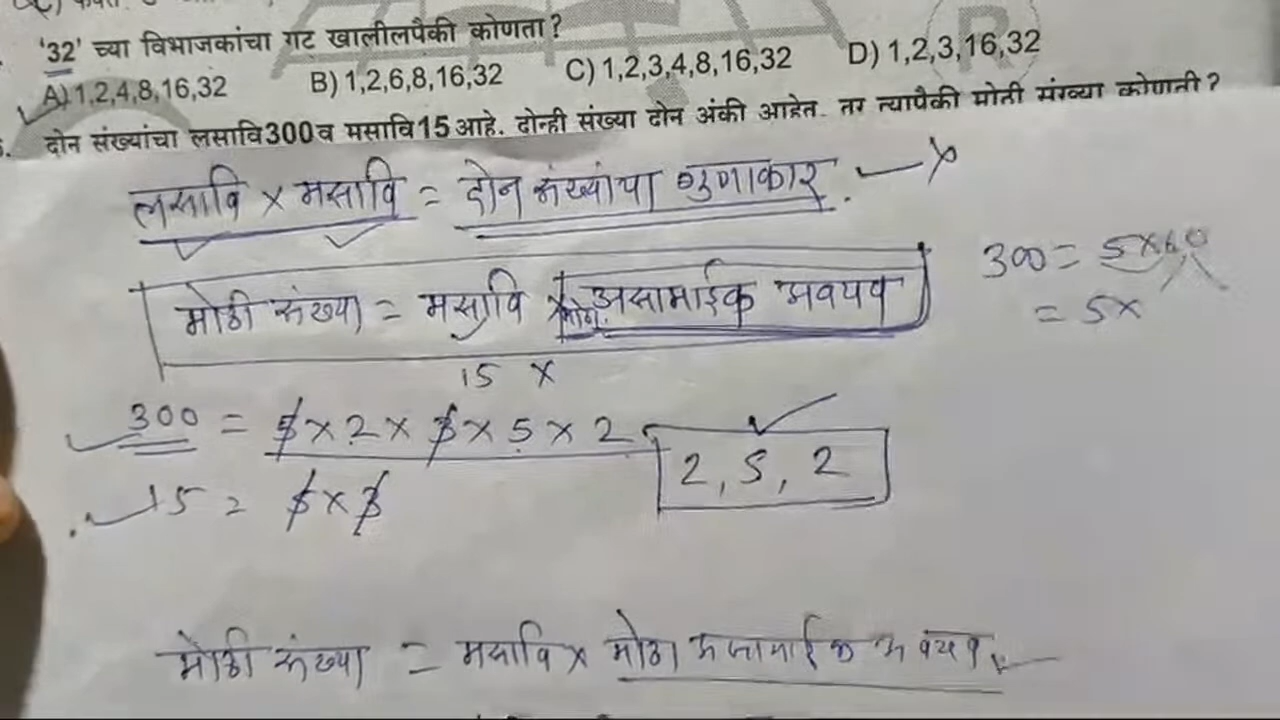 '32' च्या विभाजकांचा गट खालीलपैकी कोणता?
A) 1,2,4,8,16,32 B) 1,2,6,8,16,32 C) 1,2,3,4,8,16,32 D) 1,2,3,16,32
दोन संख्यांचा लसावि 300 व मसावि 15 आहे. दोन्ही संख्या दोन अंकी आहेत. तर त्यापैकी मोठी संख्या कोणती?
लसावि × मसावि = दोन संख्यांचा गुणाकार.
300 = 5×60
= 5×
मोठी संख्या = मसावि × असामाईक अवयव
15 ×
300 = 5 × 2 × 3 × 5 × 2
2, 5, 2
15 = 5 × 3
मोठी संख्या = मसावि × मोठा असामाईक अवयव